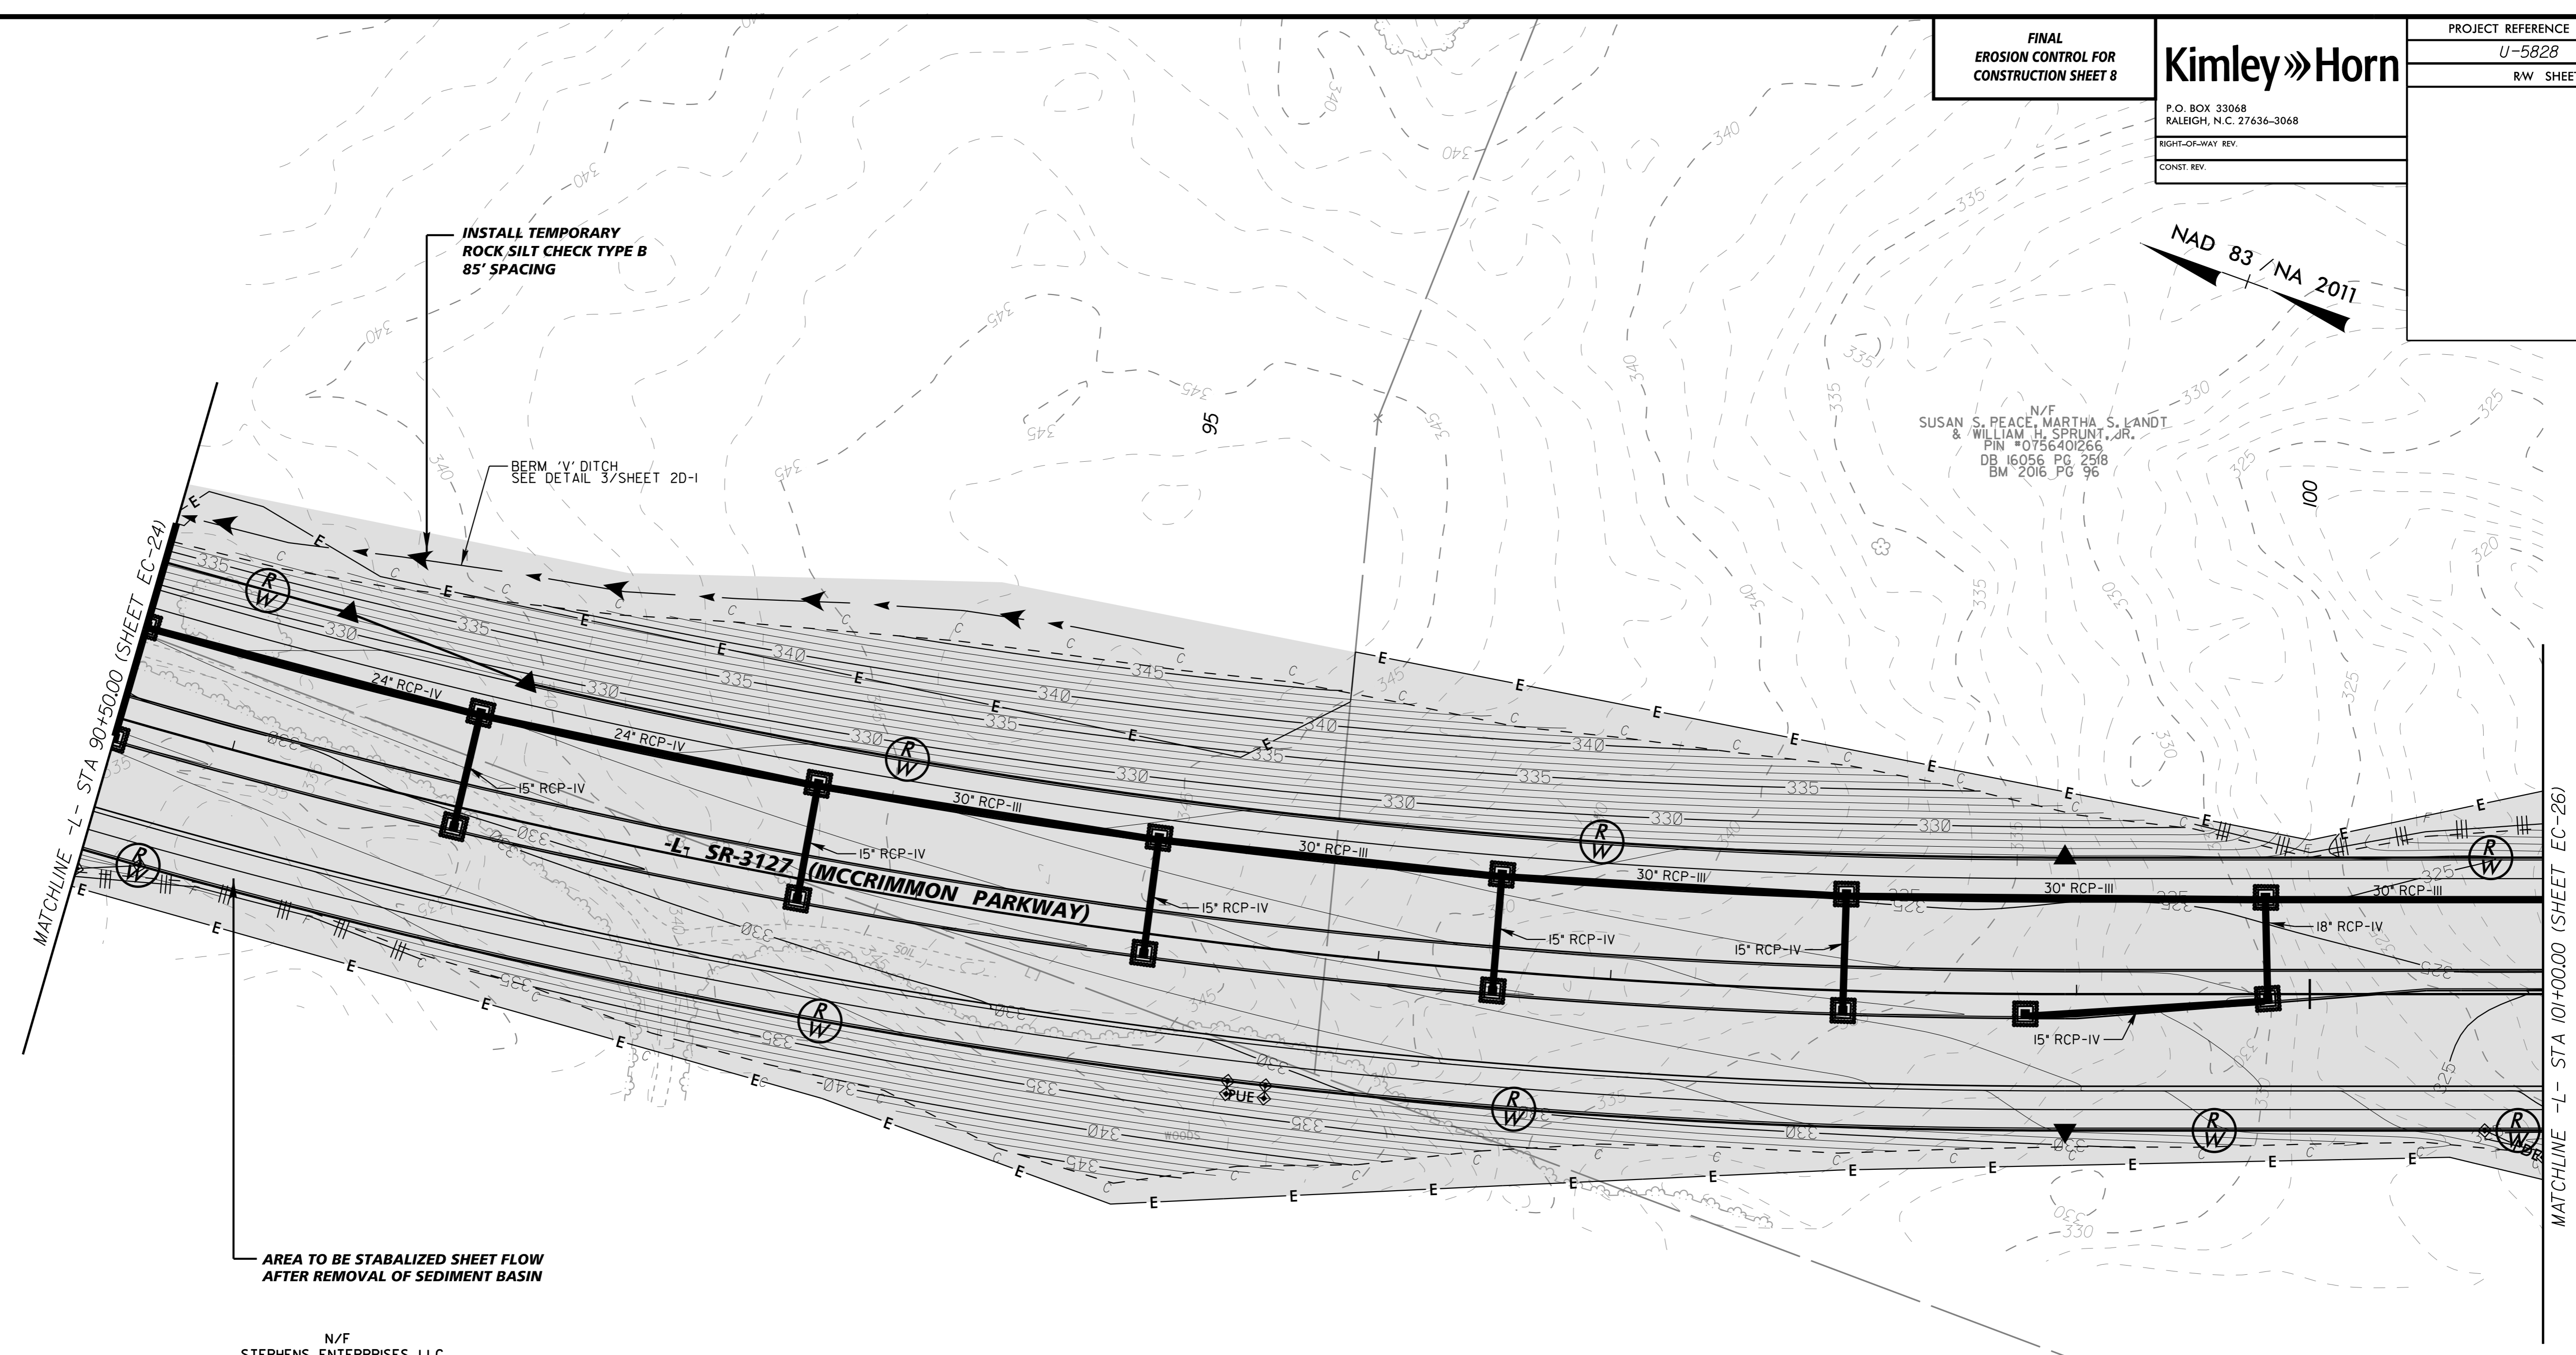 FINAL
EROSION CONTROL FOR
CONSTRUCTION SHEET 8
Kimley»Horn
P.O. BOX 33068
RALEIGH, N.C. 27636-3068
RIGHT-OF-WAY REV.
CONST. REV.
PROJECT REFERENCE
U-5828
RW SHEET
NAD 83 /NA 2011
INSTALL TEMPORARY
ROCK SILT CHECK TYPE B
85' SPACING
BERM 'V' DITCH
SEE DETAIL 3/SHEET 2D-1
95
100
N/F
SUSAN S. PEACE, MARTHA S. LANDT
& WILLIAM H. SPRUNT, JR.
PIN #0756401266
DB 16056 PG 2518
BM 2016 PG 96
MATCHLINE -L- STA 90+50.00 (SHEET EC-24)
24" RCP-IV
24" RCP-IV
30" RCP-III
30" RCP-III
30" RCP-III
30" RCP-III
30" RCP-III
15" RCP-IV
15" RCP-IV
15" RCP-IV
15" RCP-IV
15" RCP-IV
18" RCP-IV
15" RCP-IV
-L- SR-3127 (MCCRIMMON PARKWAY)
SOIL
WOODS
PUE
MATCHLINE -L- STA 101+00.00 (SHEET EC-26)
AREA TO BE STABALIZED SHEET FLOW
AFTER REMOVAL OF SEDIMENT BASIN
N/F
STEPHENS ENTERPRISES LLC